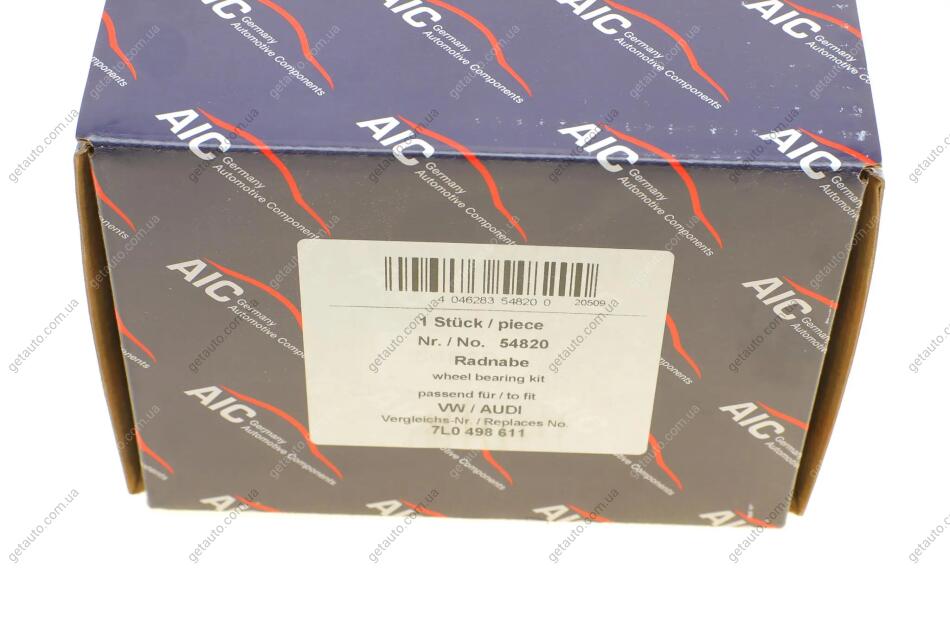 AIC Germany Automotive Components
4 046283 54820 0 20509
1 Stück / piece
Nr. / No. 54820
Radnabe
wheel bearing kit
passend für / to fit
VW / AUDI
Vergleichs-Nr. / Replaces No.
7L0 498 611
getauto.com.ua